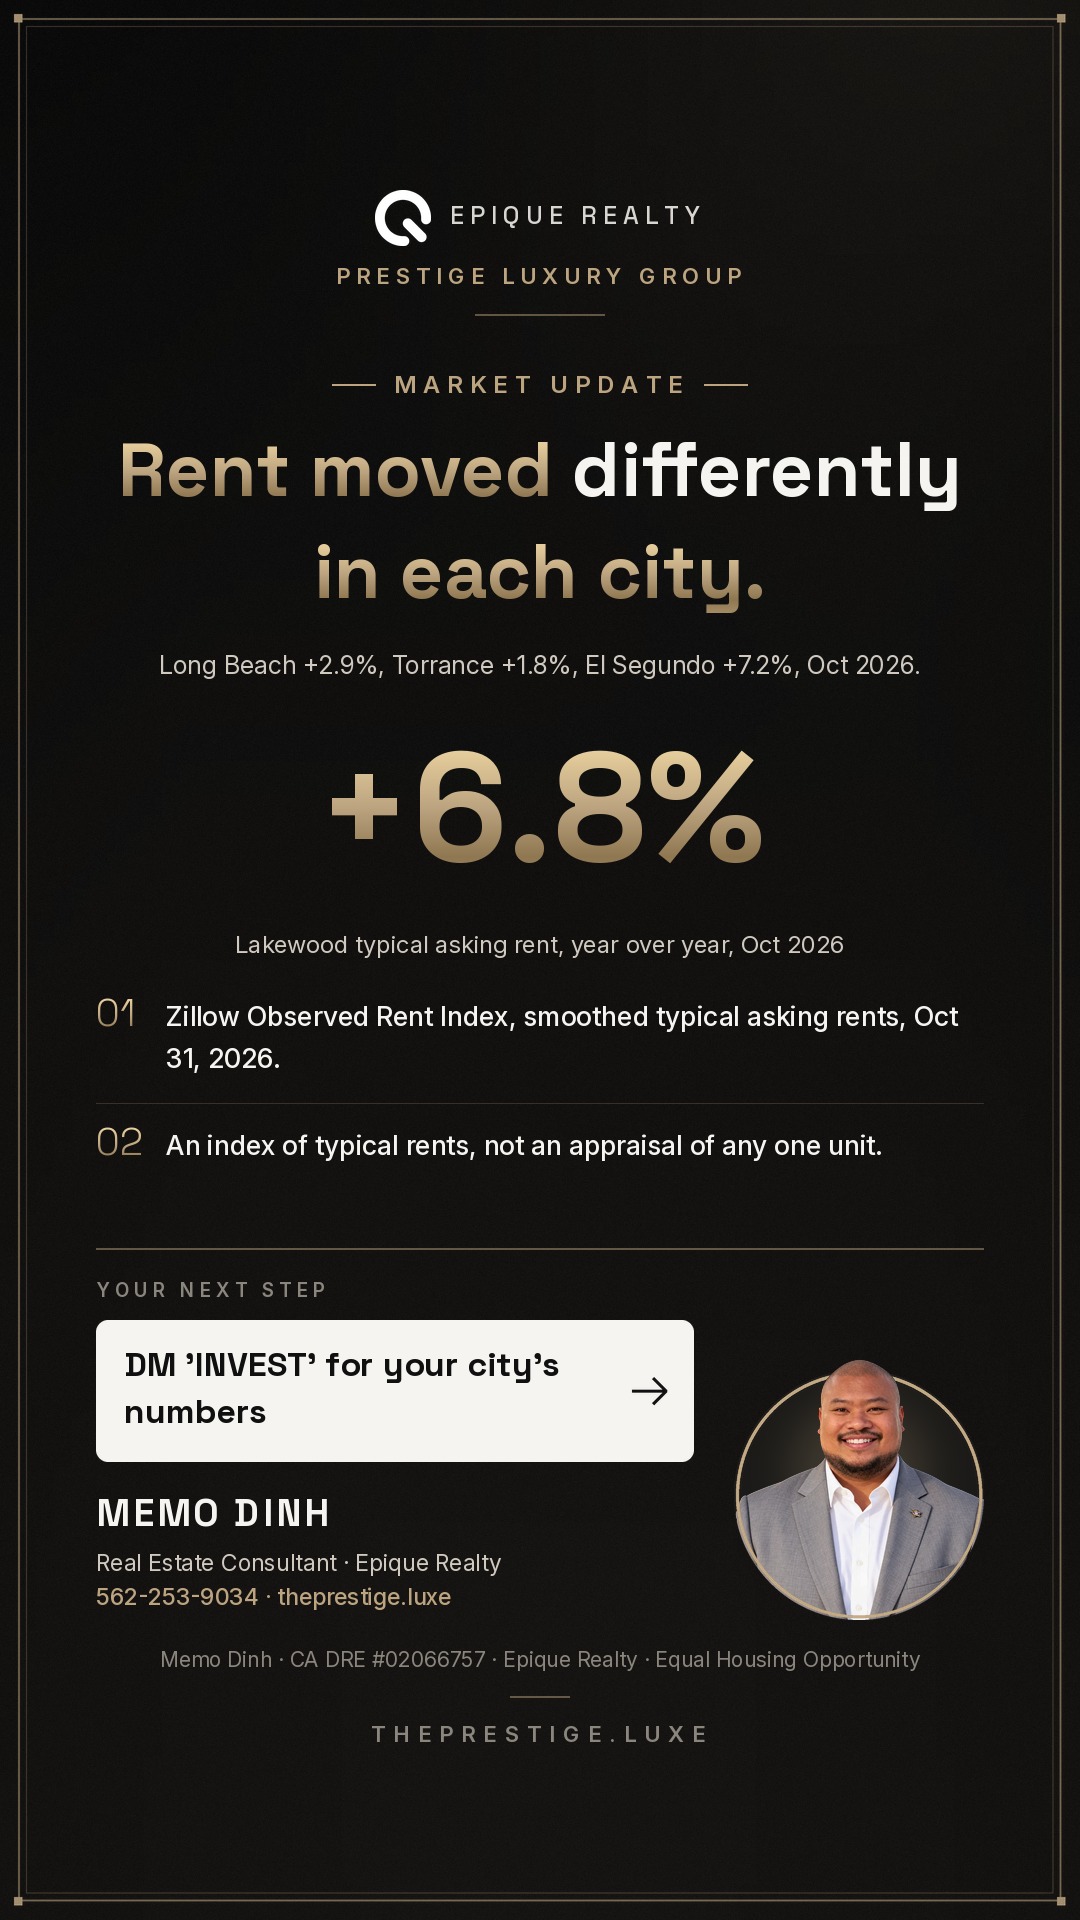 EPIQUE REALTY
PRESTIGE LUXURY GROUP
MARKET UPDATE
Rent moved differently
in each city.
Long Beach +2.9%, Torrance +1.8%, El Segundo +7.2%, Oct 2026.
+6.8%
Lakewood typical asking rent, year over year, Oct 2026
01 Zillow Observed Rent Index, smoothed typical asking rents, Oct
31, 2026.
02 An index of typical rents, not an appraisal of any one unit.
YOUR NEXT STEP
DM ’INVEST’ for your city’s
numbers
MEMO DINH
Real Estate Consultant · Epique Realty
562-253-9034 · theprestige.luxe
Memo Dinh · CA DRE #02066757 · Epique Realty · Equal Housing Opportunity
THEPRESTIGE.LUXE